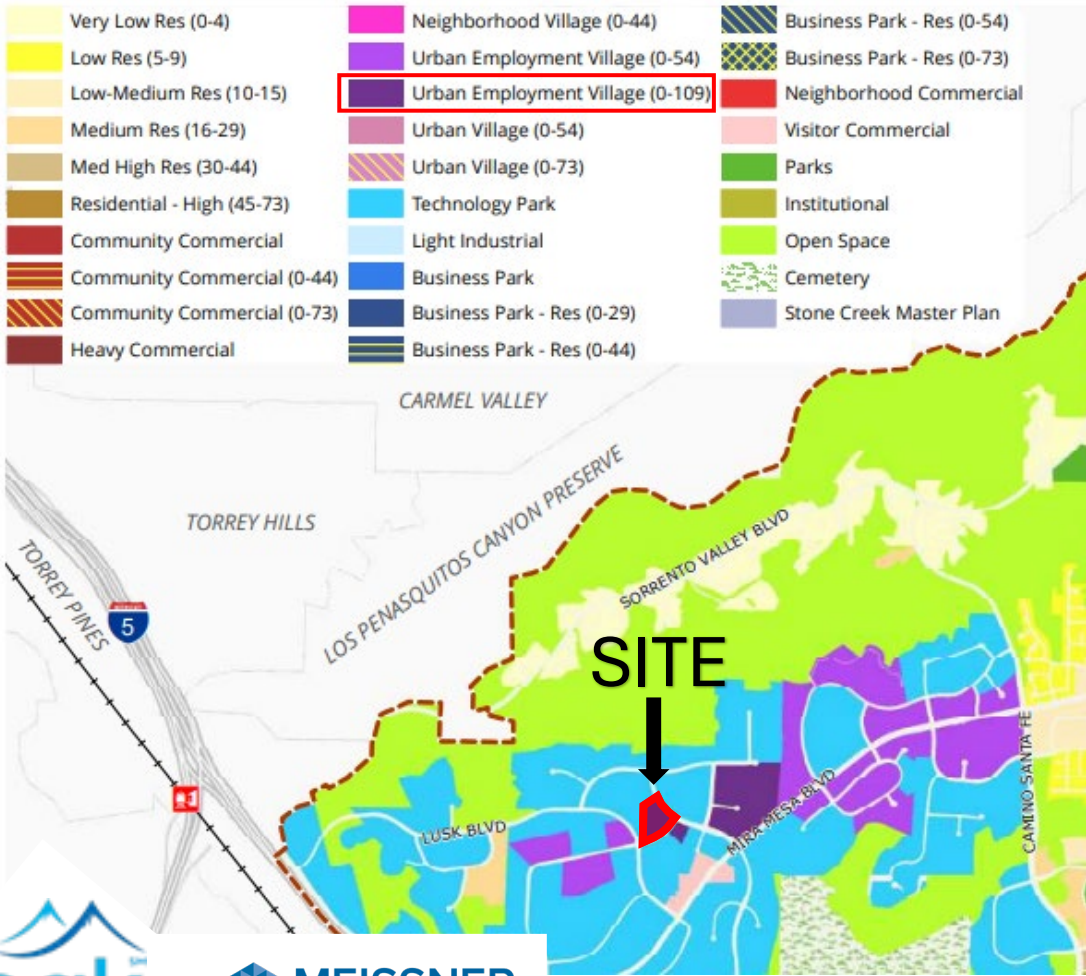 Very Low Res (0-4)
Low Res (5-9)
Low-Medium Res (10-15)
Medium Res (16-29)
Med High Res (30-44)
Residential - High (45-73)
Community Commercial
Community Commercial (0-44)
Community Commercial (0-73)
Heavy Commercial
Neighborhood Village (0-44)
Urban Employment Village (0-54)
Urban Employment Village (0-109)
Urban Village (0-54)
Urban Village (0-73)
Technology Park
Light Industrial
Business Park
Business Park - Res (0-29)
Business Park - Res (0-44)
Business Park - Res (0-54)
Business Park - Res (0-73)
Neighborhood Commercial
Visitor Commercial
Parks
Institutional
Open Space
Cemetery
Stone Creek Master Plan
CARMEL VALLEY
TORREY HILLS
LOS PENASQUITOS CANYON PRESERVE
TORREY PINES
5
SORRENTO VALLEY BLVD
SITE
LUSK BLVD
MIRA MESA BLVD
CAMINO SANTA FE
MEISSNER